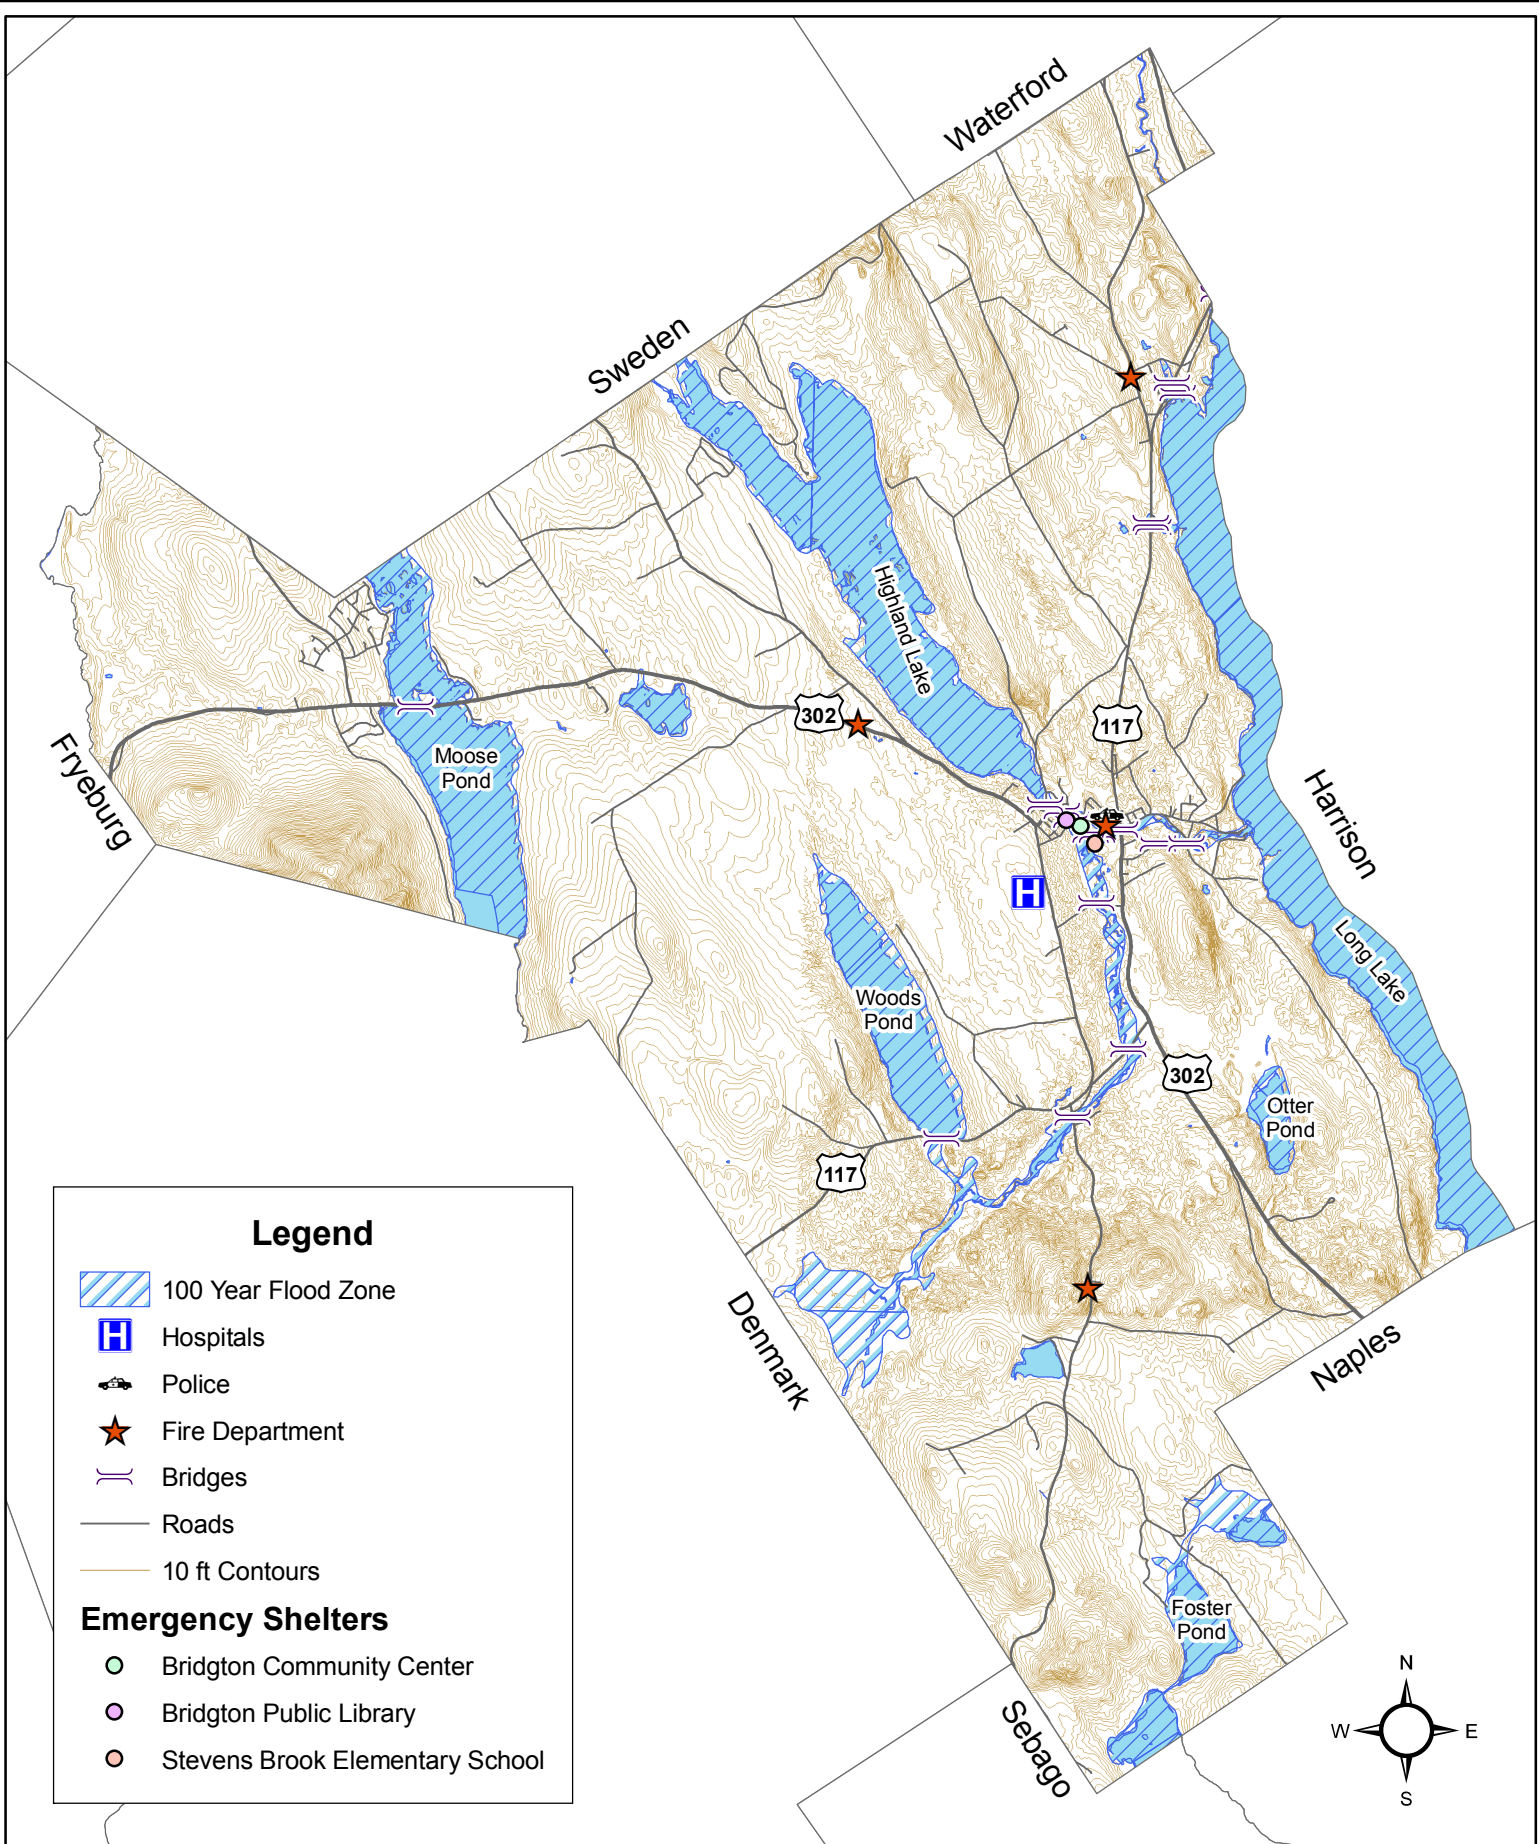 Waterford
Sweden
Highland Lake
302
117
Moose
Pond
Fryeburg
Harrison
H
Long Lake
Woods
Pond
302
Otter
Pond
117
Denmark
Naples
Foster
Pond
Sebago
Legend
100 Year Flood Zone
H
Hospitals
Police
Fire Department
Bridges
Roads
10 ft Contours
Emergency Shelters
Bridgton Community Center
Bridgton Public Library
Stevens Brook Elementary School
N
W
E
S